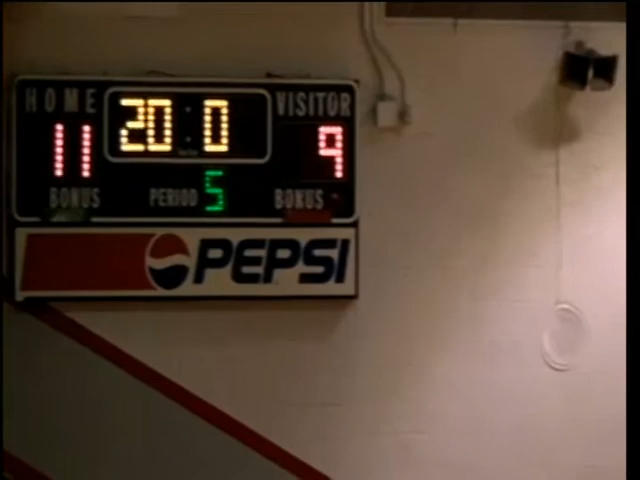 HOME 20:0 VISITOR
11 9
BONUS PERIOD 5 BONUS
PEPSI